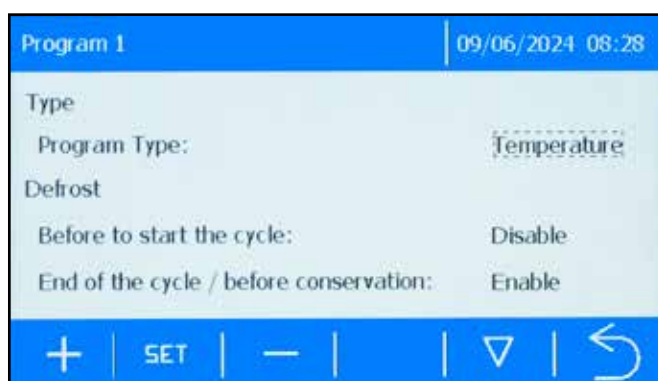 Program 1
09/06/2024 08:28
Type
Program Type: Temperature
Defrost
Before to start the cycle: Disable
End of the cycle / before conservation: Enable
+ SET −